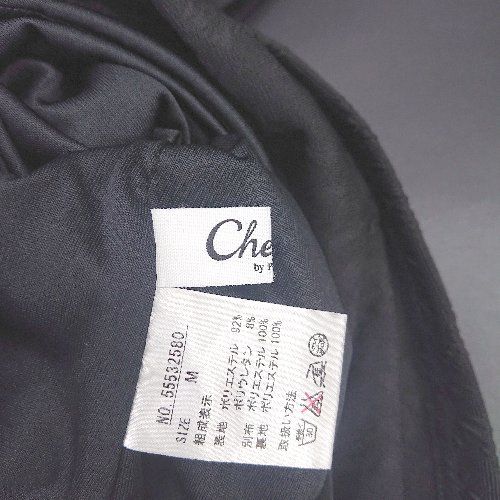 Che
by F
NO. 55532580
SIZE M
組成表示
表地 ポリエステル 92%
ポリウレタン 8%
別布 ポリエステル 100%
裏地 ポリエステル 100%
取扱い方法